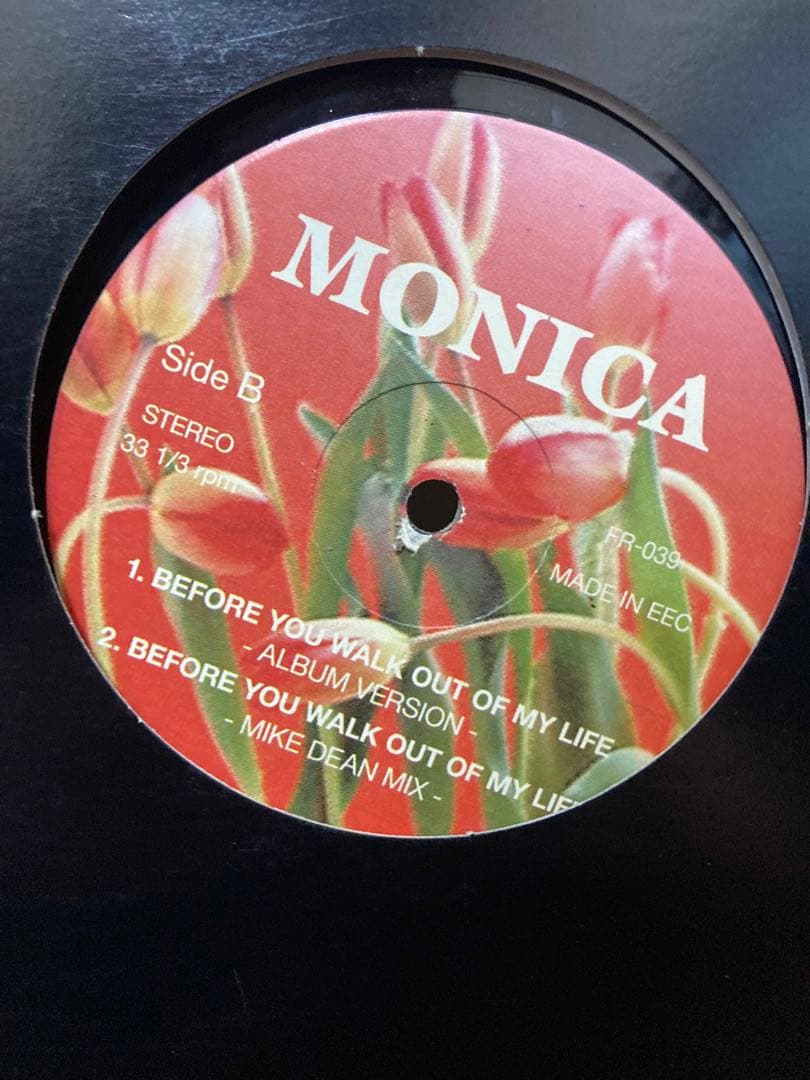 MONICA
Side B
STEREO
33 1/3 rpm
FR-039
MADE IN EEC
1. BEFORE YOU WALK OUT OF MY LIFE
- ALBUM VERSION -
2. BEFORE YOU WALK OUT OF MY LIFE
- MIKE DEAN MIX -